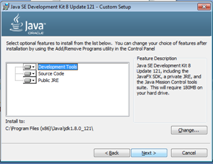 Java SE Development Kit 8 Update 121 - Custom Setup
Java
ORACLE
Select optional features to install from the list below. You can change your choice of features after
installation by using the Add/Remove Programs utility in the Control Panel
Development Tools
Source Code
Public JRE
Feature Description
Java SE Development Kit 8
Update 121, including the
JavaFX SDK, a private JRE, and
the Java Mission Control tools
suite. This will require 180MB on
your hard drive.
Install to:
C:\Program Files (x86)\Java\jdk1.8.0_121\
Change...
< Back
Next >
Cancel